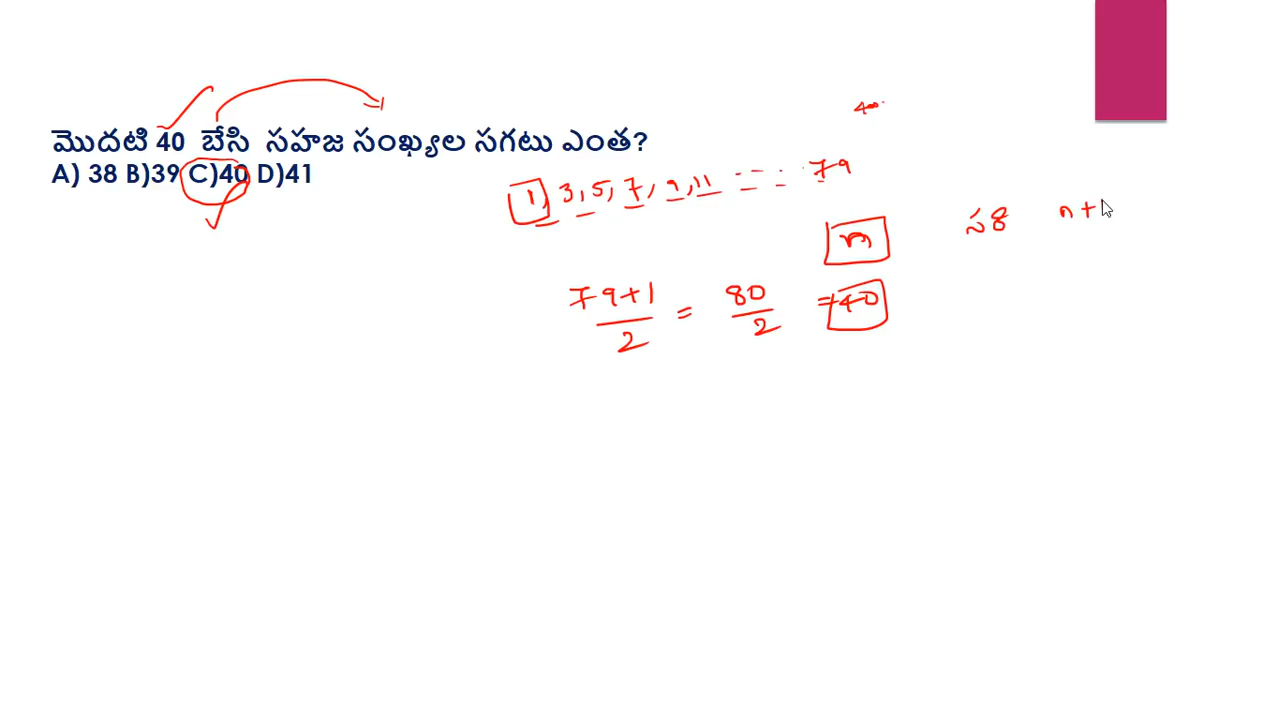 మొదటి 40 బేసి సహజ సంఖ్యల సగటు ఎంత?
A) 38 B)39 C)40 D)41
1, 3, 5, 7, 9, 11 79
n సరి n+
79+1/2 = 80/2 = 40